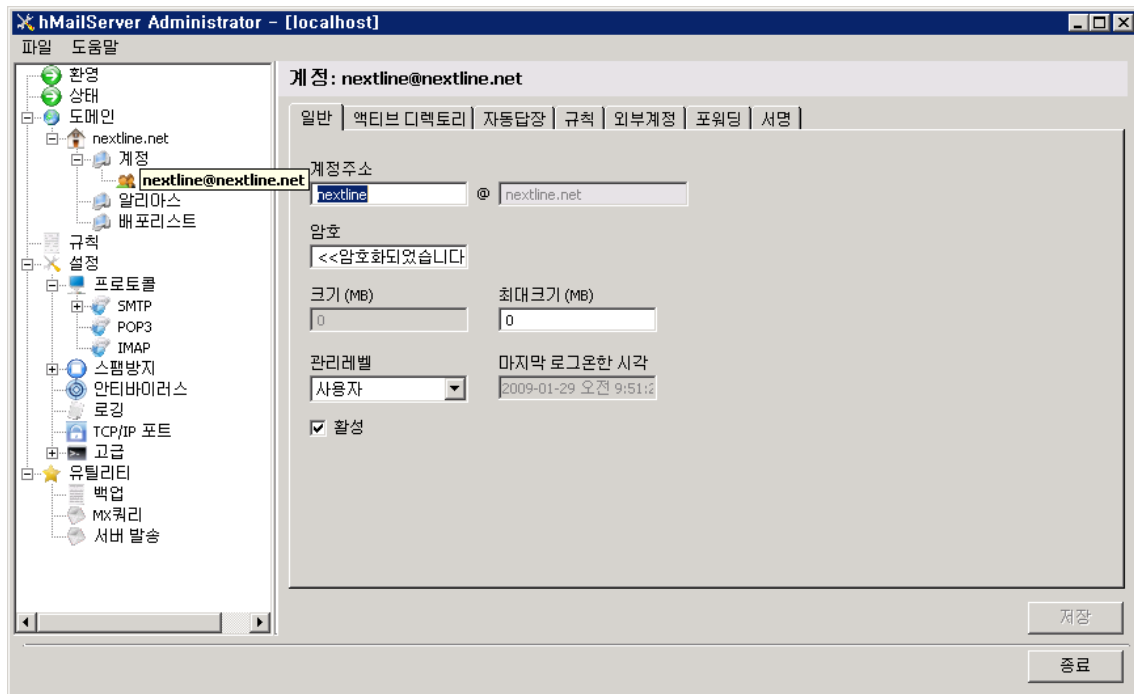 hMailServer Administrator - [localhost]
파일 도움말
환영
상태
도메인
nextline.net
계정
nextline@nextline.net
알리아스
배포리스트
규칙
설정
프로토콜
SMTP
POP3
IMAP
스팸방지
안티바이러스
로깅
TCP/IP 포트
고급
유틸리티
백업
MX쿼리
서버 발송
계정: nextline@nextline.net
일반 액티브 디렉토리 자동답장 규칙 외부계정 포워딩 서명
계정주소
nextline @ nextline.net
암호
<<암호화되었습니다
크기 (MB) 최대크기 (MB)
0 0
관리레벨 마지막 로그온한 시각
사용자 2009-01-29 오전 9:51:2
활성
저장
종료